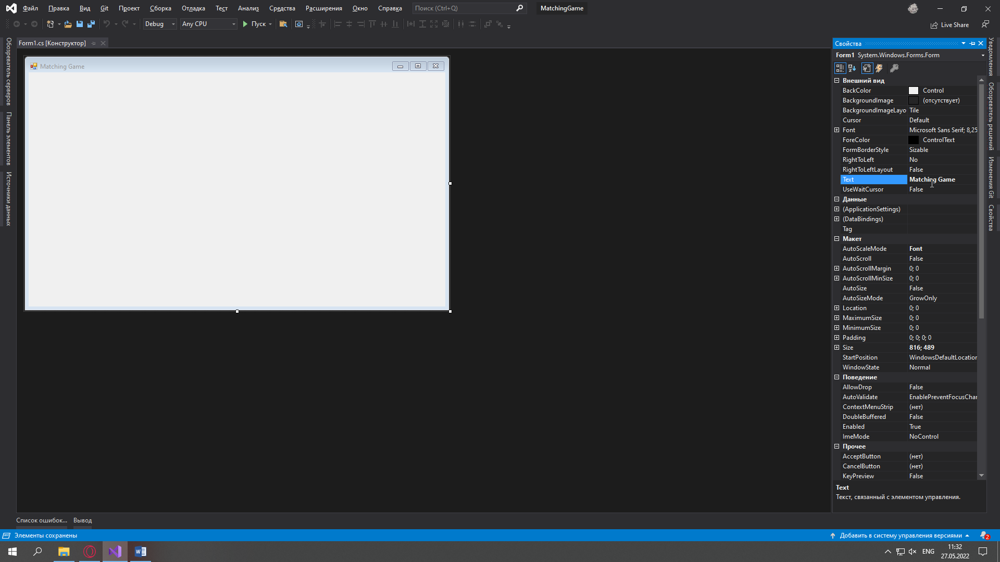 Файл Правка Вид Git Проект Сборка Отладка Тест Анализ Средства Расширения Окно Справка Поиск (Ctrl+Q) MatchingGame
Debug Any CPU Пуск Live Share
Обозреватель серверов
Панель элементов
Источники данных
Form1.cs [Конструктор]
Matching Game
Свойства
Form1 System.Windows.Forms.Form
Внешний вид
BackColor Control
BackgroundImage (отсутствует)
BackgroundImageLayo Tile
Cursor Default
Font Microsoft Sans Serif; 8,25
ForeColor ControlText
FormBorderStyle Sizable
RightToLeft No
RightToLeftLayout False
Text Matching Game
UseWaitCursor False
Данные
(ApplicationSettings)
(DataBindings)
Tag
Макет
AutoScaleMode Font
AutoScroll False
AutoScrollMargin 0; 0
AutoScrollMinSize 0; 0
AutoSize False
AutoSizeMode GrowOnly
Location 0; 0
MaximumSize 0; 0
MinimumSize 0; 0
Padding 0; 0; 0; 0
Size 816; 489
StartPosition WindowsDefaultLocation
WindowState Normal
Поведение
AllowDrop False
AutoValidate EnablePreventFocusChan
ContextMenuStrip (нет)
DoubleBuffered False
Enabled True
ImeMode NoControl
Прочее
AcceptButton (нет)
CancelButton (нет)
KeyPreview False
Text
Текст, связанный с элементом управления.
Уведомления
Обозреватель решений
Изменения Git
Свойства
Список ошибок... Вывод
Элементы сохранены Добавить в систему управления версиями 2
ENG 11:32
27.05.2022